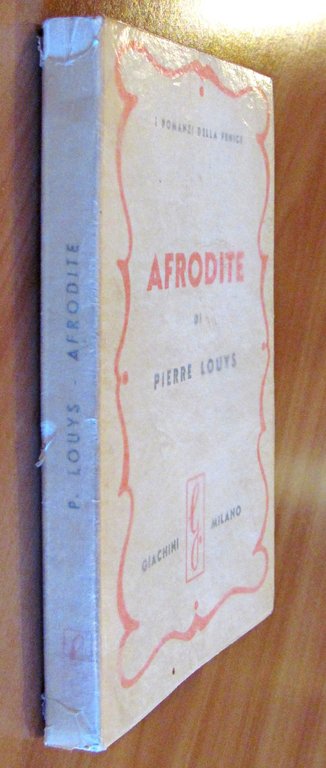 I ROMANZI DELLA FENICE
AFRODITE
DI
PIERRE LOUYS
GIACHINI MILANO
P. LOUYS - AFRODITE